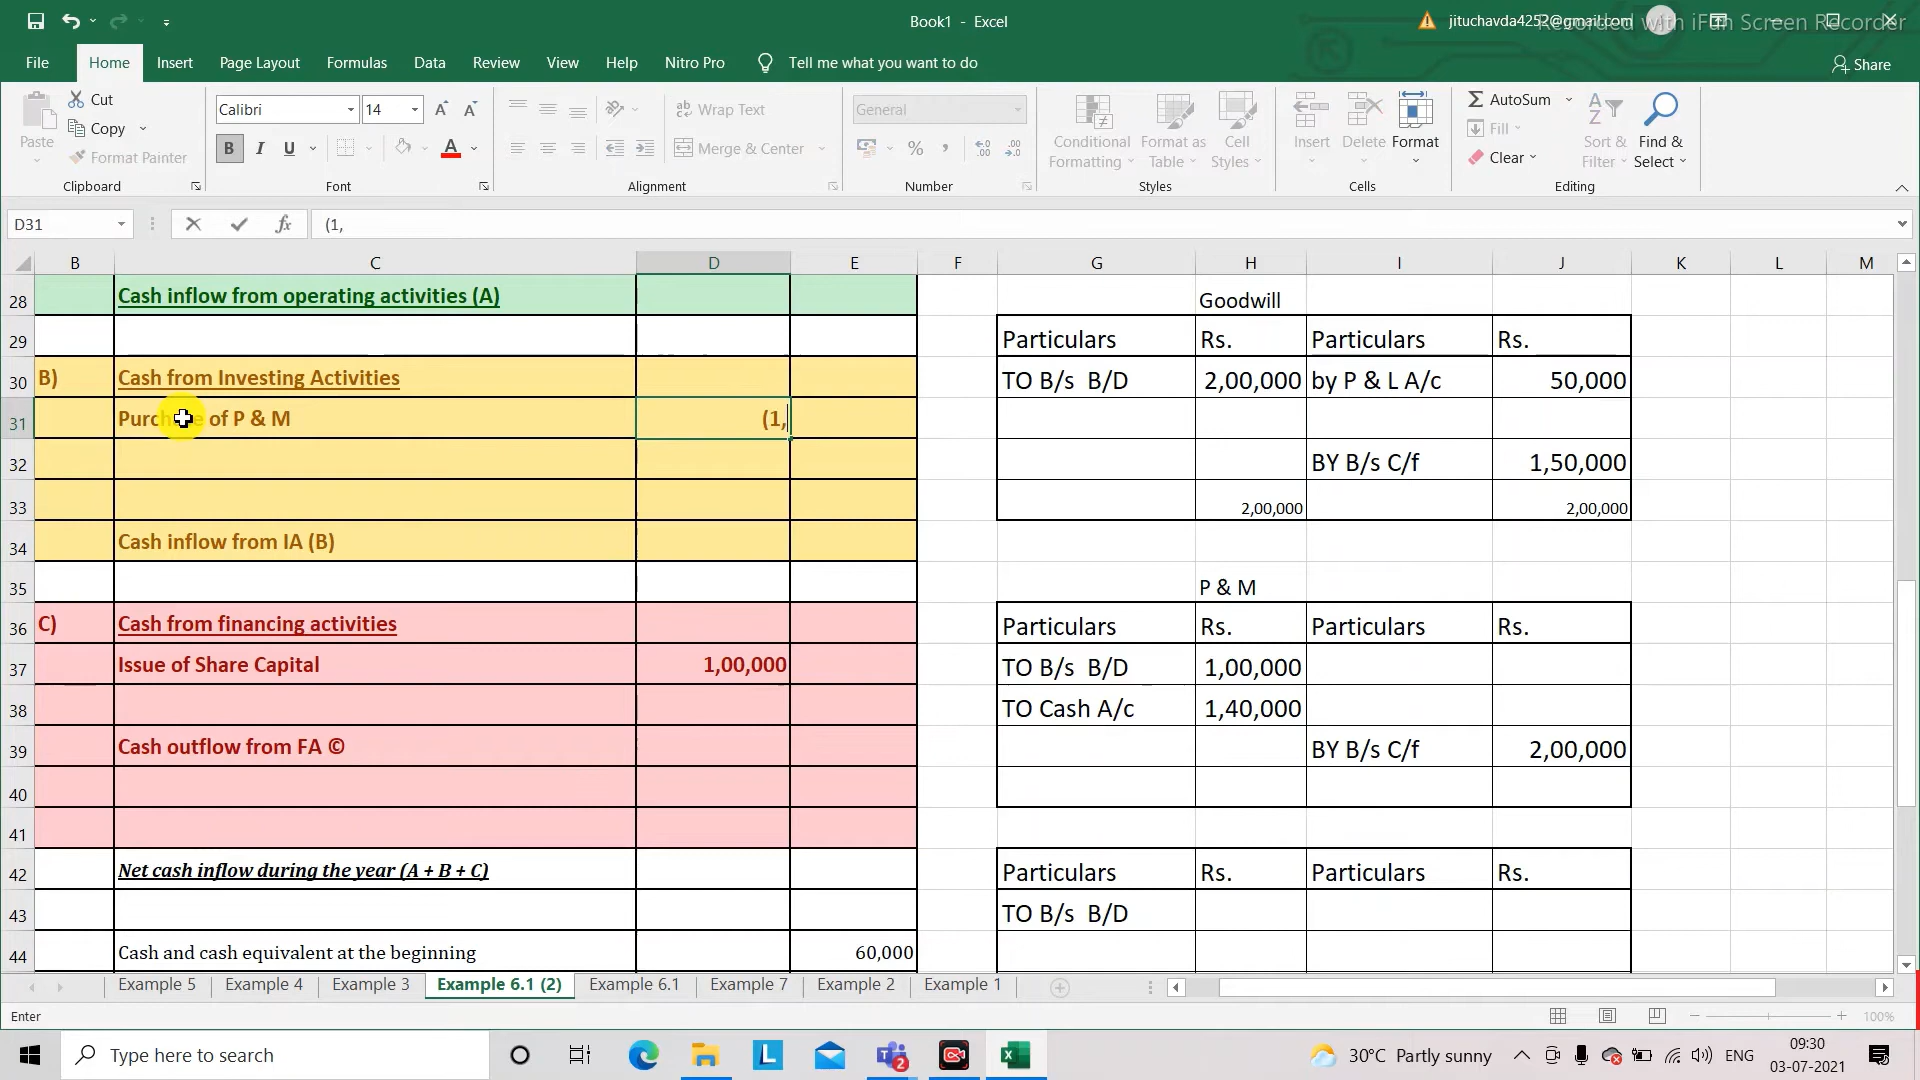 Book1 - Excel
jituchavda4252@gmail.com
Recorded with iFun Screen Recorder
File Home Insert Page Layout Formulas Data Review View Help Nitro Pro Tell me what you want to do
Share
Paste
Cut
Copy
Format Painter
Clipboard
Calibri 14
B I U A
Font
ab Wrap Text
Merge & Center
Alignment
General
%
Number
Conditional Formatting
Format as Table
Cell Styles
Styles
Insert Delete Format
Cells
AutoSum
Fill
Clear
Sort & Filter
Find & Select
Editing
D31 fx (1,
B C D E F G H I J K L M
28 Cash inflow from operating activities (A) Goodwill
29 Particulars Rs. Particulars Rs.
30 B) Cash from Investing Activities TO B/s B/D 2,00,000 by P & L A/c 50,000
31 Purchase of P & M (1,
32 BY B/s C/f 1,50,000
33 2,00,000 2,00,000
34 Cash inflow from IA (B)
35 P & M
36 C) Cash from financing activities Particulars Rs. Particulars Rs.
37 Issue of Share Capital 1,00,000 TO B/s B/D 1,00,000
38 TO Cash A/c 1,40,000
39 Cash outflow from FA © BY B/s C/f 2,00,000
40
41
42 Net cash inflow during the year (A + B + C) Particulars Rs. Particulars Rs.
43 TO B/s B/D
44 Cash and cash equivalent at the beginning 60,000
Example 5 Example 4 Example 3 Example 6.1 (2) Example 6.1 Example 7 Example 2 Example 1
Enter 100%
Type here to search
L
2
30°C Partly sunny
ENG
09:30
03-07-2021